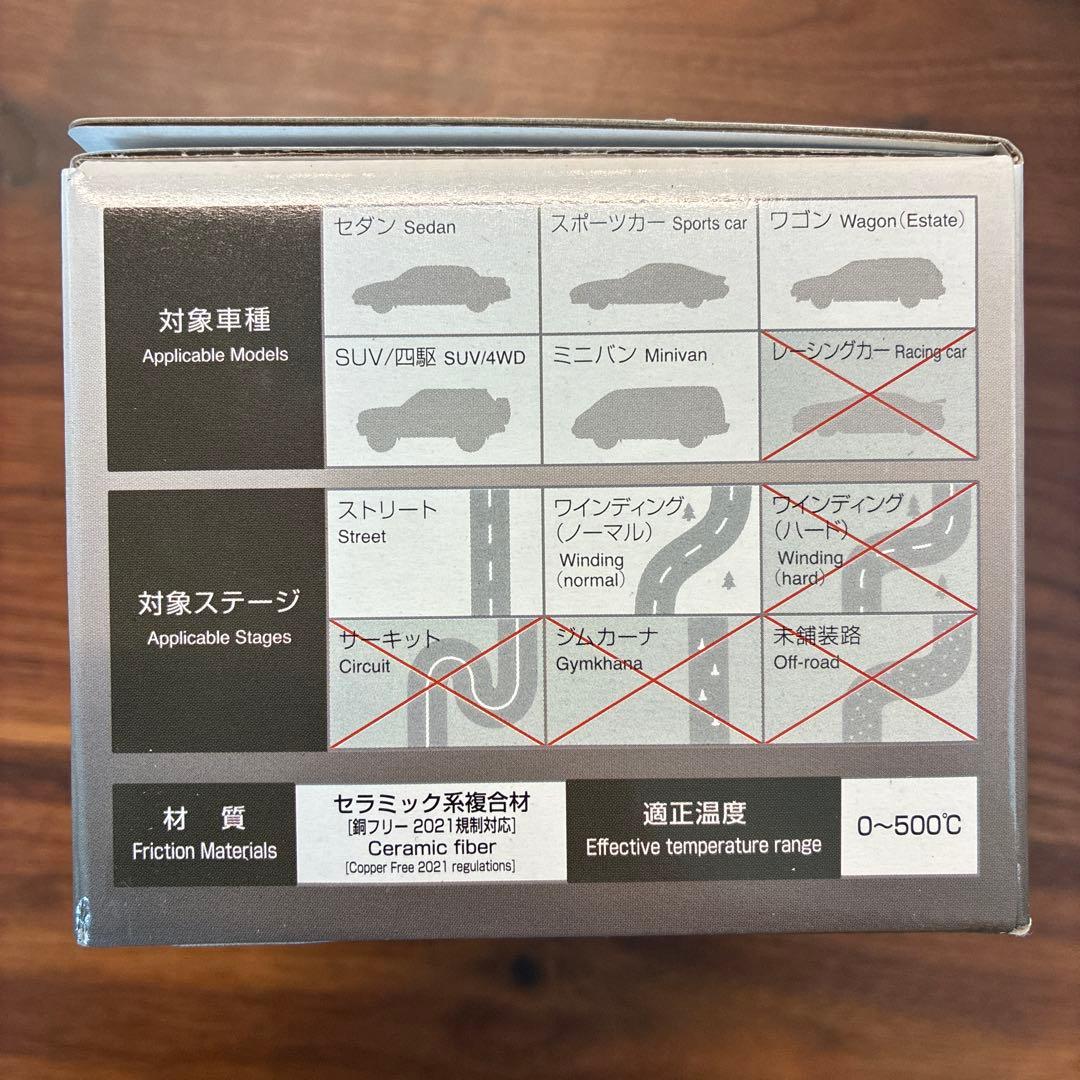 対象車種
Applicable Models
セダン Sedan
スポーツカー Sports car
ワゴン Wagon(Estate)
SUV/四駆 SUV/4WD
ミニバン Minivan
レーシングカー Racing car
対象ステージ
Applicable Stages
ストリート
Street
ワインディング
(ノーマル)
Winding
(normal)
ワインディング
(ハード)
Winding
(hard)
サーキット
Circuit
ジムカーナ
Gymkhana
未舗装路
Off-road
材 質
Friction Materials
セラミック系複合材
[銅フリー 2021規制対応]
Ceramic fiber
[Copper Free 2021 regulations]
適正温度
Effective temperature range
0〜500℃